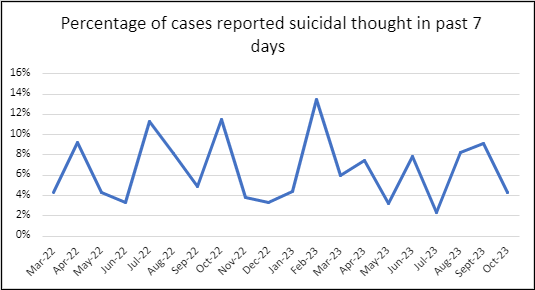 Percentage of cases reported suicidal thought in past 7
days
16%
14%
12%
10%
8%
6%
4%
2%
0%
Mar-22
Apr-22
May-22
Jun-22
Jul-22
Aug-22
Sep-22
Oct-22
Nov-22
Dec-22
Jan-23
Feb-23
Mar-23
Apr-23
May-23
Jun-23
Jul-23
Aug-23
Sept-23
Oct-23